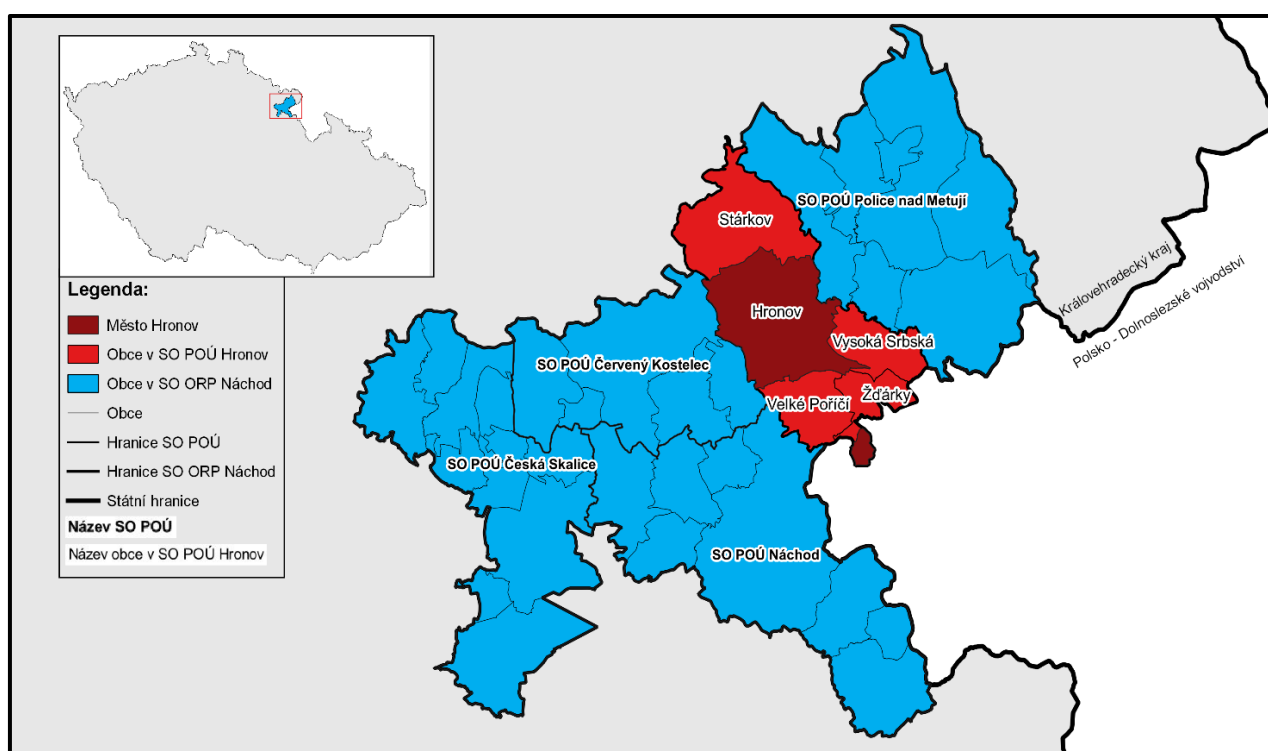 Stárkov
SO POÚ Police nad Metují
Královehradecký kraj
Polsko - Dolnoslezské vojvodství
Hronov
Vysoká Srbská
SO POÚ Červený Kostelec
Žďárky
Velké Poříčí
SO POÚ Česká Skalice
SO POÚ Náchod
Legenda:
Město Hronov
Obce v SO POÚ Hronov
Obce v SO ORP Náchod
Obce
Hranice SO POÚ
Hranice SO ORP Náchod
Státní hranice
Název SO POÚ
Název obce v SO POÚ Hronov